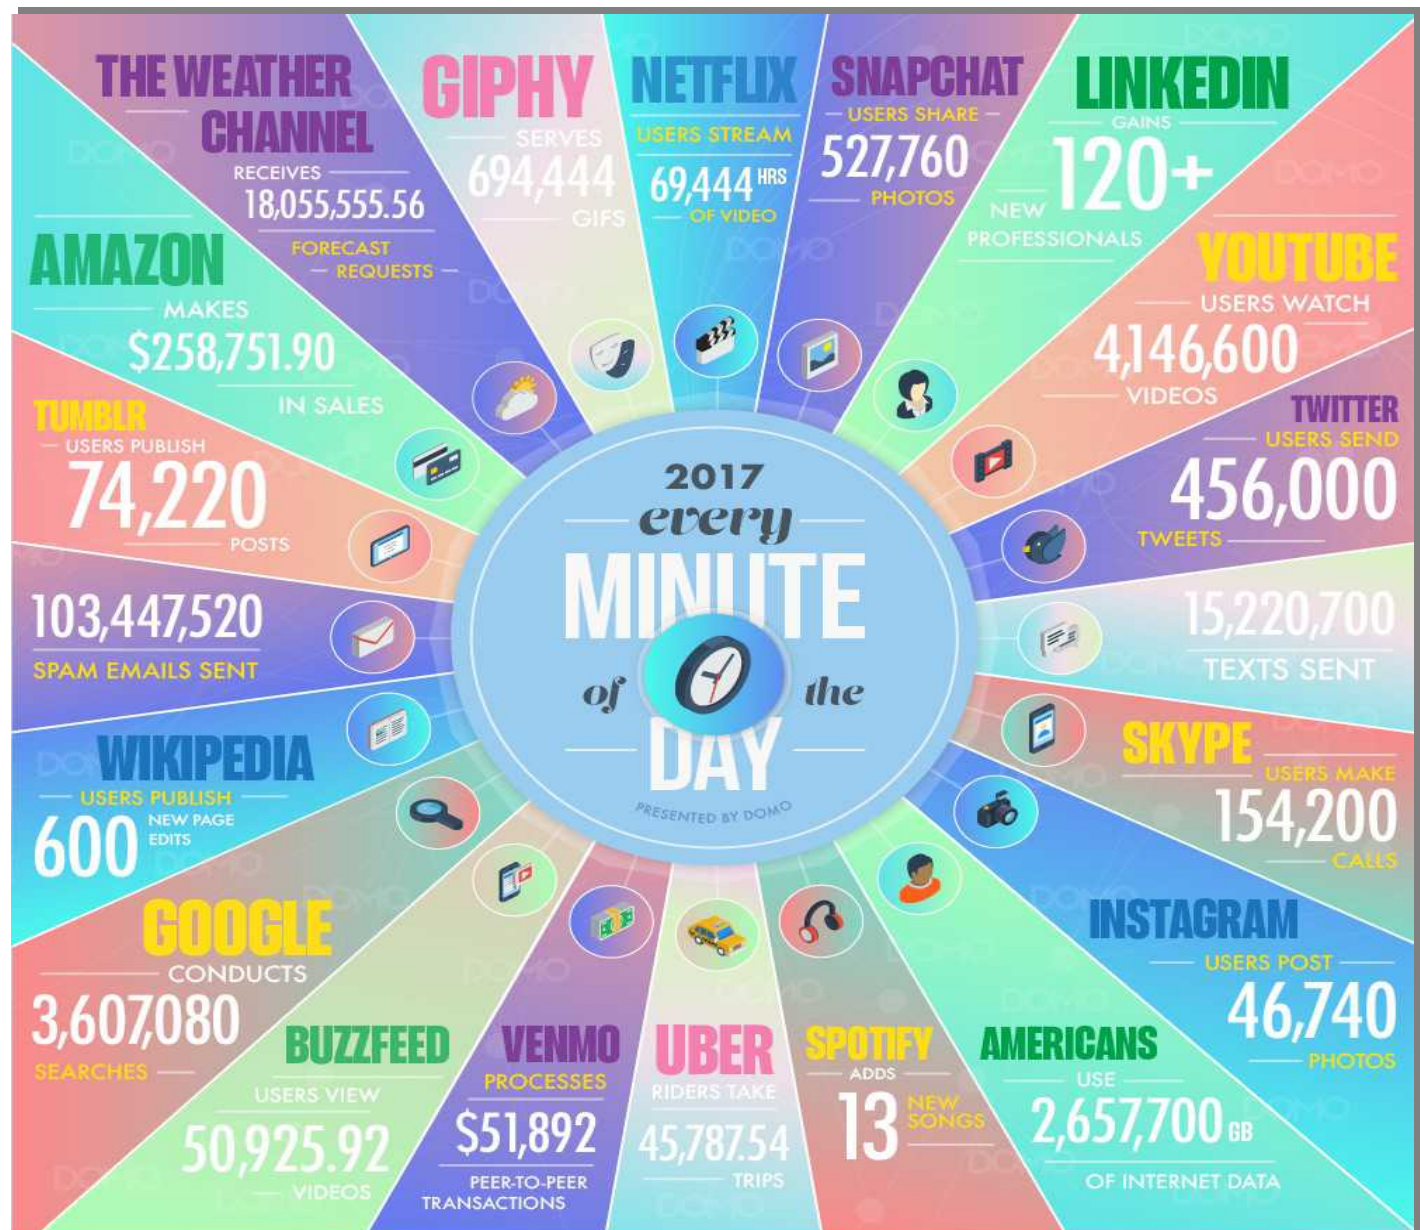 THE WEATHER
CHANNEL
RECEIVES
18,055,555.56
FORECAST
REQUESTS
GIPHY
SERVES
694,444
GIFS
NETFLIX
USERS STREAM
69,444 HRS
OF VIDEO
SNAPCHAT
USERS SHARE
527,760
PHOTOS
LINKEDIN
GAINS
120+
NEW
PROFESSIONALS
YOUTUBE
USERS WATCH
4,146,600
VIDEOS
TWITTER
USERS SEND
456,000
TWEETS
15,220,700
TEXTS SENT
SKYPE
USERS MAKE
154,200
CALLS
INSTAGRAM
USERS POST
46,740
PHOTOS
AMERICANS
USE
2,657,700 GB
OF INTERNET DATA
SPOTIFY
ADDS
13 NEW
SONGS
UBER
RIDERS TAKE
45,787.54
TRIPS
VENMO
PROCESSES
$51,892
PEER-TO-PEER
TRANSACTIONS
BUZZFEED
USERS VIEW
50,925.92
VIDEOS
GOOGLE
CONDUCTS
3,607,080
SEARCHES
WIKIPEDIA
USERS PUBLISH
600 NEW PAGE
EDITS
103,447,520
SPAM EMAILS SENT
TUMBLR
USERS PUBLISH
74,220
POSTS
AMAZON
MAKES
$258,751.90
IN SALES
2017
every
MINUTE
of the
DAY
PRESENTED BY DOMO
DOMO